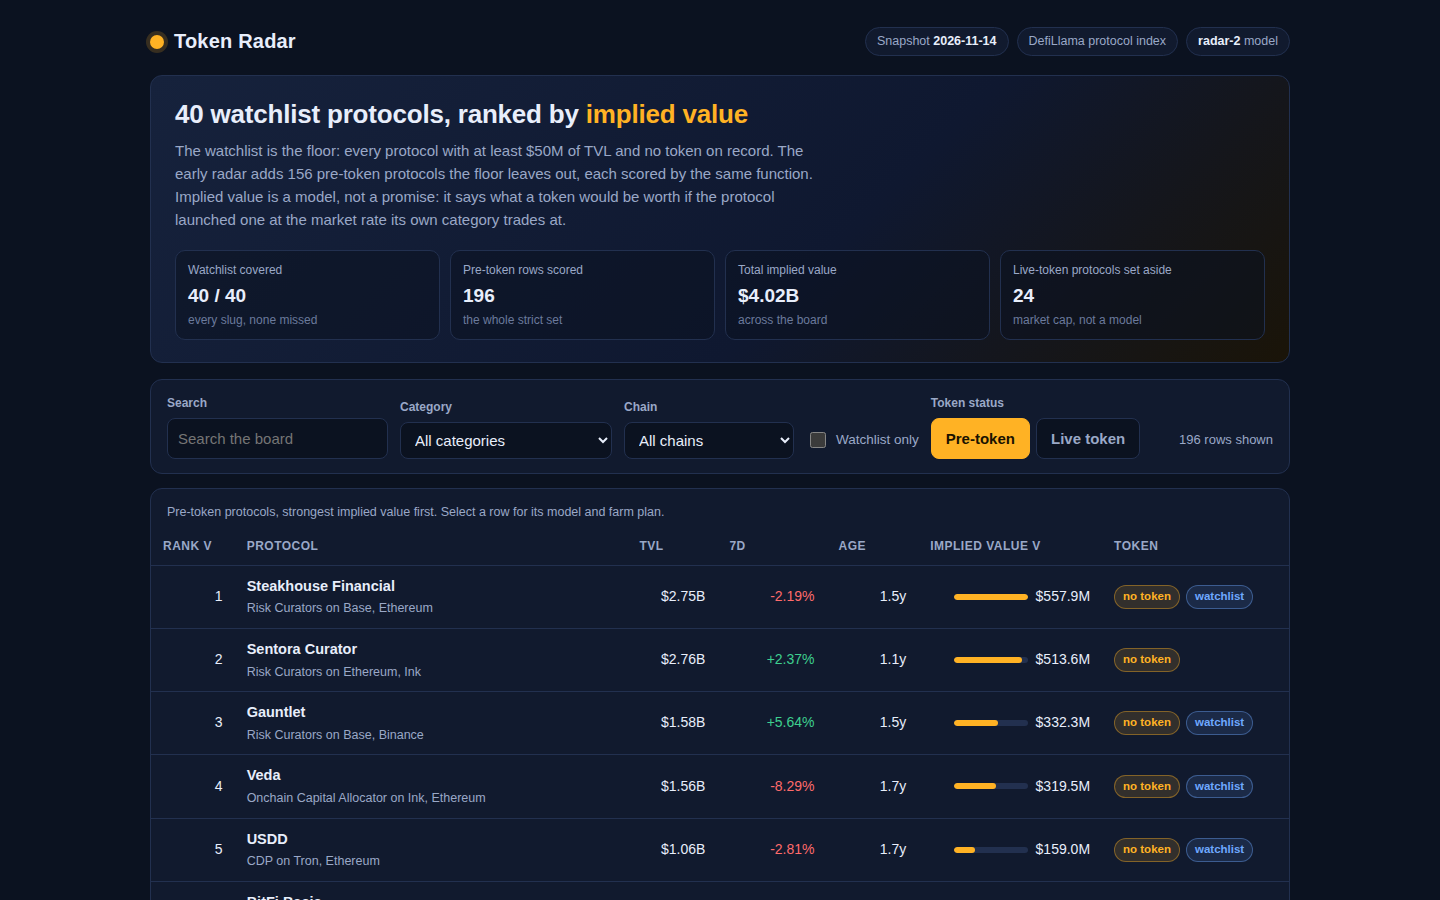 Token Radar
Snapshot 2026-11-14
DefiLlama protocol index
radar-2 model
40 watchlist protocols, ranked by implied value
The watchlist is the floor: every protocol with at least $50M of TVL and no token on record. The
early radar adds 156 pre-token protocols the floor leaves out, each scored by the same function.
Implied value is a model, not a promise: it says what a token would be worth if the protocol
launched one at the market rate its own category trades at.
Watchlist covered
40 / 40
every slug, none missed
Pre-token rows scored
196
the whole strict set
Total implied value
$4.02B
across the board
Live-token protocols set aside
24
market cap, not a model
Search
Search the board
Category
All categories
Chain
All chains
Watchlist only
Token status
Pre-token
Live token
196 rows shown
Pre-token protocols, strongest implied value first. Select a row for its model and farm plan.
RANK V PROTOCOL TVL 7D AGE IMPLIED VALUE V TOKEN
1 Steakhouse Financial $2.75B -2.19% 1.5y $557.9M no token watchlist
Risk Curators on Base, Ethereum
2 Sentora Curator $2.76B +2.37% 1.1y $513.6M no token
Risk Curators on Ethereum, Ink
3 Gauntlet $1.58B +5.64% 1.5y $332.3M no token watchlist
Risk Curators on Base, Binance
4 Veda $1.56B -8.29% 1.7y $319.5M no token watchlist
Onchain Capital Allocator on Ink, Ethereum
5 USDD $1.06B -2.81% 1.7y $159.0M no token watchlist
CDP on Tron, Ethereum